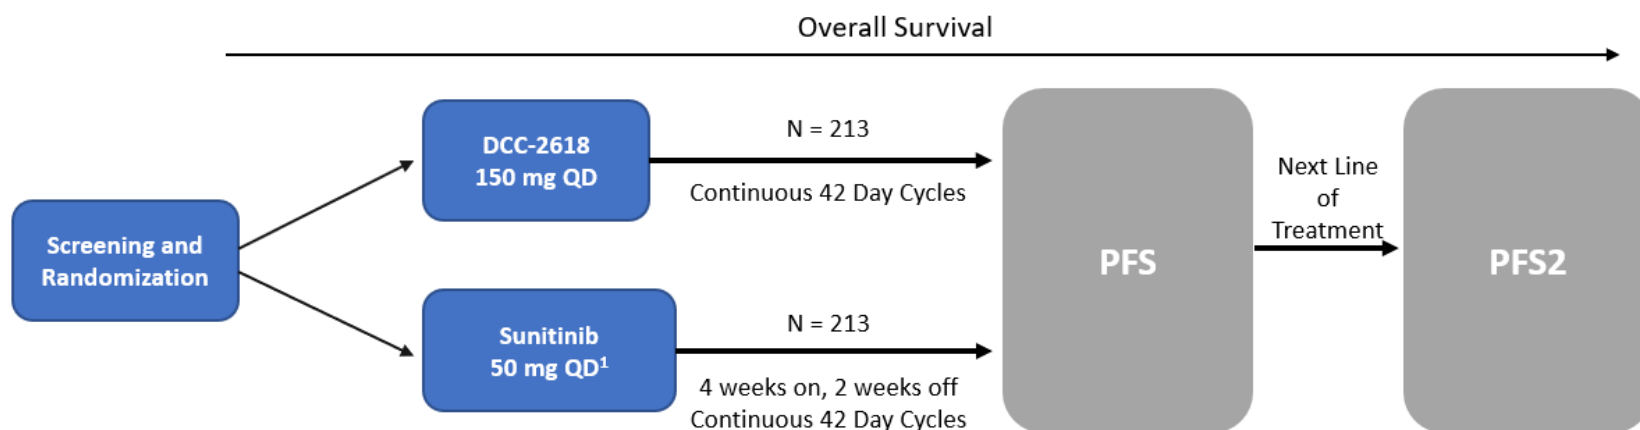 Overall Survival
Screening and
Randomization
DCC-2618
150 mg QD
N = 213
Continuous 42 Day Cycles
Sunitinib
50 mg QD¹
N = 213
4 weeks on, 2 weeks off
Continuous 42 Day Cycles
PFS
Next Line
of
Treatment
PFS2